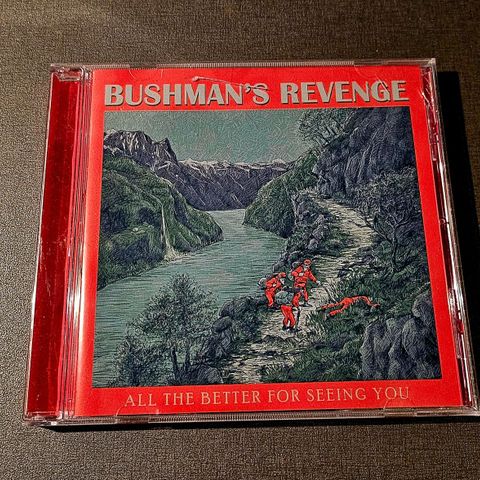 BUSHMAN'S REVENGE
ALL THE BETTER FOR SEEING YOU